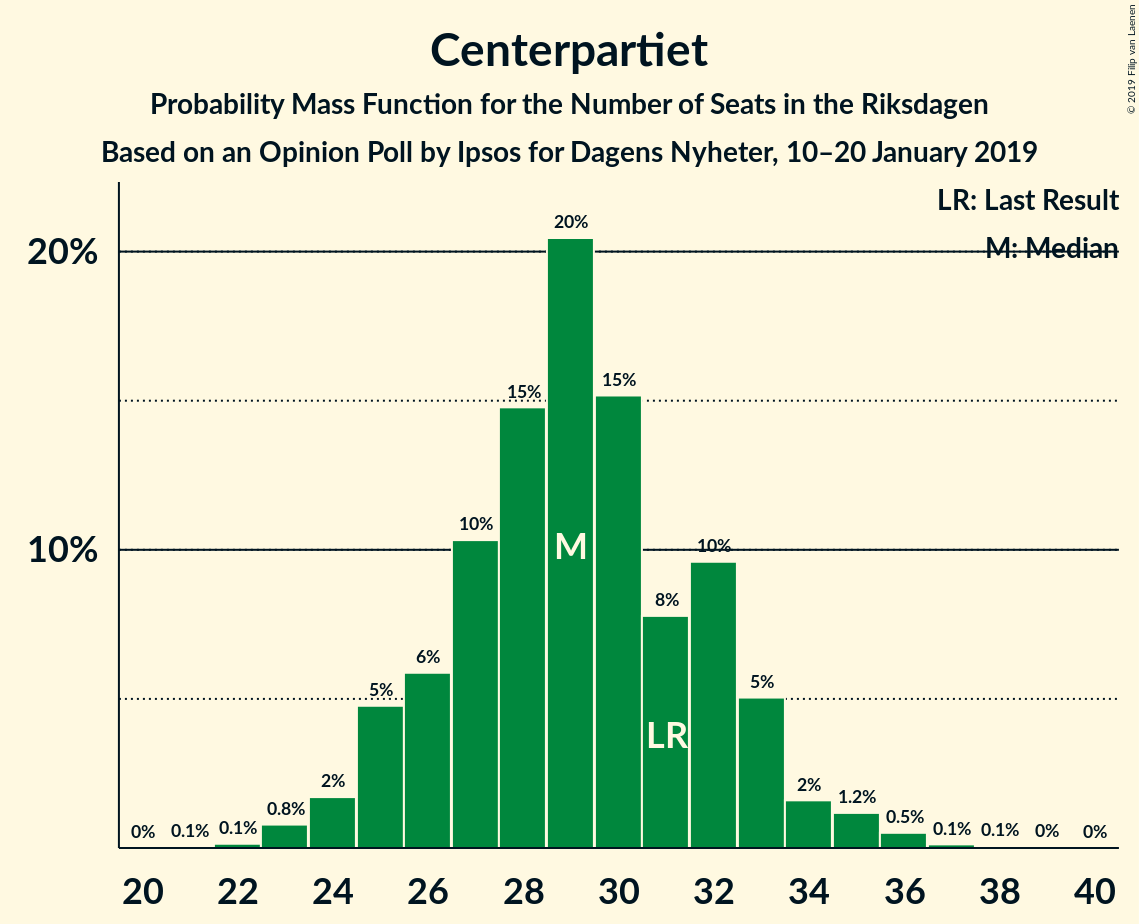 Centerpartiet
Probability Mass Function for the Number of Seats in the Riksdagen
Based on an Opinion Poll by Ipsos for Dagens Nyheter, 10–20 January 2019
© 2019 Filip van Laenen
LR: Last Result
M: Median
20%
10%
0%
0.1%
0.1%
0.8%
2%
5%
6%
10%
15%
20%
15%
8%
10%
5%
2%
1.2%
0.5%
0.1%
0.1%
0%
0%
M
LR
20 22 24 26 28 30 32 34 36 38 40